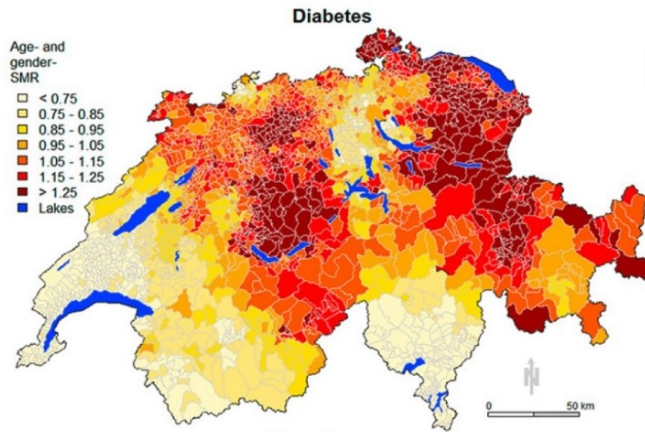 Diabetes
Age- and
gender-
SMR
< 0.75
0.75 - 0.85
0.85 - 0.95
0.95 - 1.05
1.05 - 1.15
1.15 - 1.25
> 1.25
Lakes
N
0 50 km